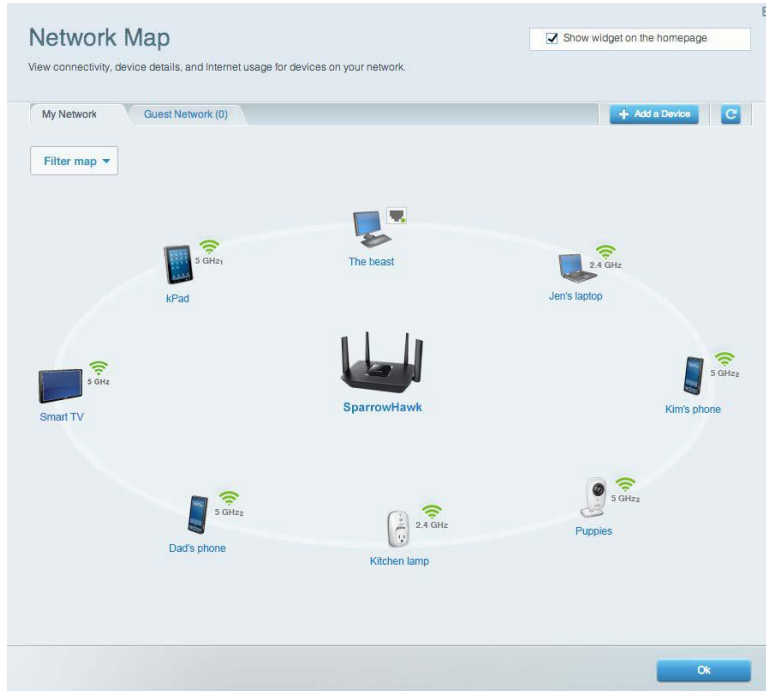 Network Map
Show widget on the homepage
View connectivity, device details, and Internet usage for devices on your network.
My Network
Guest Network (0)
+ Add a Device
Filter map
The beast
5 GHz1
kPad
2.4 GHz
Jen's laptop
5 GHz
Smart TV
SparrowHawk
5 GHz2
Kim's phone
5 GHz2
Dad's phone
2.4 GHz
Kitchen lamp
5 GHz2
Puppies
Ok